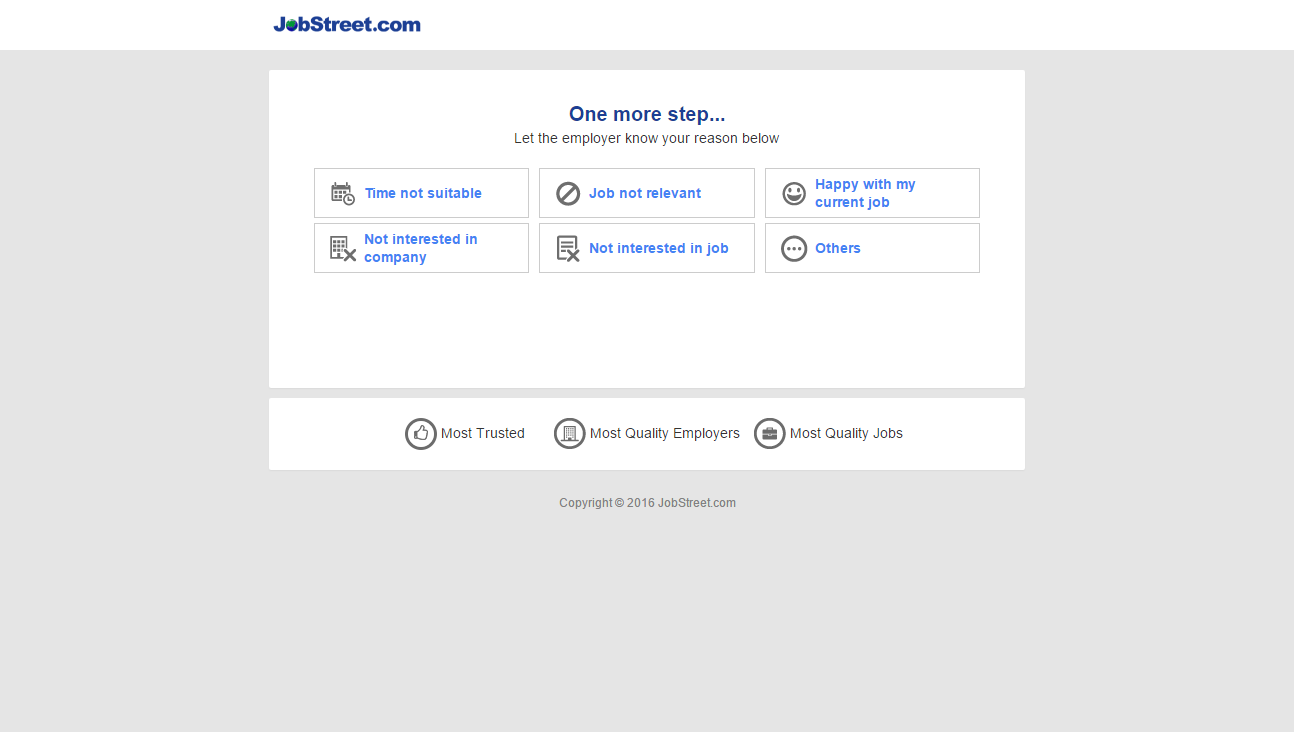 JobStreet.com
One more step...
Let the employer know your reason below
Time not suitable
Job not relevant
Happy with my
current job
Not interested in
company
Not interested in job
Others
Most Trusted
Most Quality Employers
Most Quality Jobs
Copyright © 2016 JobStreet.com